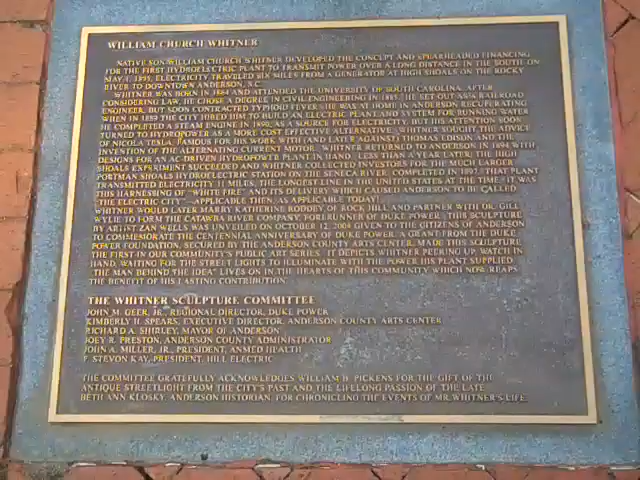 WILLIAM CHURCH WHITNER
NATIVE SON WILLIAM CHURCH WHITNER DEVELOPED THE CONCEPT AND SPEARHEADED FINANCING
FOR THE FIRST HYDROELECTRIC PLANT TO TRANSMIT POWER OVER A LONG DISTANCE IN THE SOUTH ON
MAY 1, 1895. ELECTRICITY TRAVELED SIX MILES FROM A GENERATOR AT HIGH SHOALS ON THE ROCKY
RIVER TO DOWNTOWN ANDERSON, S.C.
WHITNER WAS BORN IN 1864 AND ATTENDED THE UNIVERSITY OF SOUTH CAROLINA. AFTER
CONSIDERING LAW, HE CHOSE A DEGREE IN CIVIL ENGINEERING IN 1885. HE SET OUT AS A RAILROAD
ENGINEER, BUT SOON CONTRACTED TYPHOID FEVER. HE WAS AT HOME IN ANDERSON RECUPERATING
WHEN IN 1889 THE CITY HIRED HIM TO BUILD AN ELECTRIC PLANT AND SYSTEM FOR RUNNING WATER.
HE COMPLETED A STEAM ENGINE IN 1890, AS A SOURCE FOR ELECTRICITY, BUT HIS ATTENTION SOON
TURNED TO HYDROPOWER AS A MORE COST EFFECTIVE ALTERNATIVE. WHITNER SOUGHT THE ADVICE
OF NICOLA TESLA, FAMOUS FOR HIS WORK WITH (AND LATER AGAINST) THOMAS EDISON, AND THE
INVENTION OF THE ALTERNATING CURRENT MOTOR. WHITNER RETURNED TO ANDERSON IN 1894 WITH
DESIGNS FOR AN AC-DRIVEN HYDROPOWER PLANT IN HAND. LESS THAN A YEAR LATER, THE HIGH
SHOALS EXPERIMENT SUCCEEDED AND WHITNER COLLECTED INVESTORS FOR THE MUCH LARGER
PORTMAN SHOALS HYDROELECTRIC STATION ON THE SENECA RIVER. COMPLETED IN 1897, THAT PLANT
TRANSMITTED ELECTRICITY 11 MILES, THE LONGEST LINE IN THE UNITED STATES AT THE TIME. IT WAS
THIS HARNESSING OF "WHITE FIRE" AND ITS DELIVERY WHICH CAUSED ANDERSON TO BE CALLED
"THE ELECTRIC CITY"—APPLICABLE THEN, AS APPLICABLE TODAY!
WHITNER WOULD LATER MARRY KATHERINE RODDEY OF ROCK HILL AND PARTNER WITH DR. GILL
WYLIE TO FORM THE CATAWBA RIVER COMPANY, FORERUNNER OF DUKE POWER. THIS SCULPTURE
BY ARTIST ZAN WELLS WAS UNVEILED ON OCTOBER 12, 2004 GIVEN TO THE CITIZENS OF ANDERSON
TO COMMEMORATE THE CENTENNIAL ANNIVERSARY OF DUKE POWER. A GRANT FROM THE DUKE
POWER FOUNDATION, SECURED BY THE ANDERSON COUNTY ARTS CENTER, MADE THIS SCULPTURE
THE FIRST IN OUR COMMUNITY'S PUBLIC ART SERIES. IT DEPICTS WHITNER PEERING UP, WATCH IN
HAND, WAITING FOR THE STREET LIGHTS TO ILLUMINATE WITH THE POWER HIS PLANT SUPPLIED.
"THE MAN BEHIND THE IDEA" LIVES ON IN THE HEARTS OF THIS COMMUNITY WHICH NOW REAPS
THE BENEFIT OF HIS LASTING CONTRIBUTION.
THE WHITNER SCULPTURE COMMITTEE
JOHN M. GEER, JR., REGIONAL DIRECTOR, DUKE POWER
KIMBERLY H. SPEARS, EXECUTIVE DIRECTOR, ANDERSON COUNTY ARTS CENTER
RICHARD A. SHIRLEY, MAYOR OF ANDERSON
JOEY R. PRESTON, ANDERSON COUNTY ADMINISTRATOR
JOHN A. MILLER, JR., PRESIDENT, ANMED HEALTH
P. STEVON KAY, PRESIDENT, HILL ELECTRIC
THE COMMITTEE GRATEFULLY ACKNOWLEDGES WILLIAM B. PICKENS FOR THE GIFT OF THE
ANTIQUE STREETLIGHT FROM THE CITY'S PAST AND THE LIFELONG PASSION OF THE LATE
BETH ANN KLOSKY, ANDERSON HISTORIAN, FOR CHRONICLING THE EVENTS OF MR. WHITNER'S LIFE.